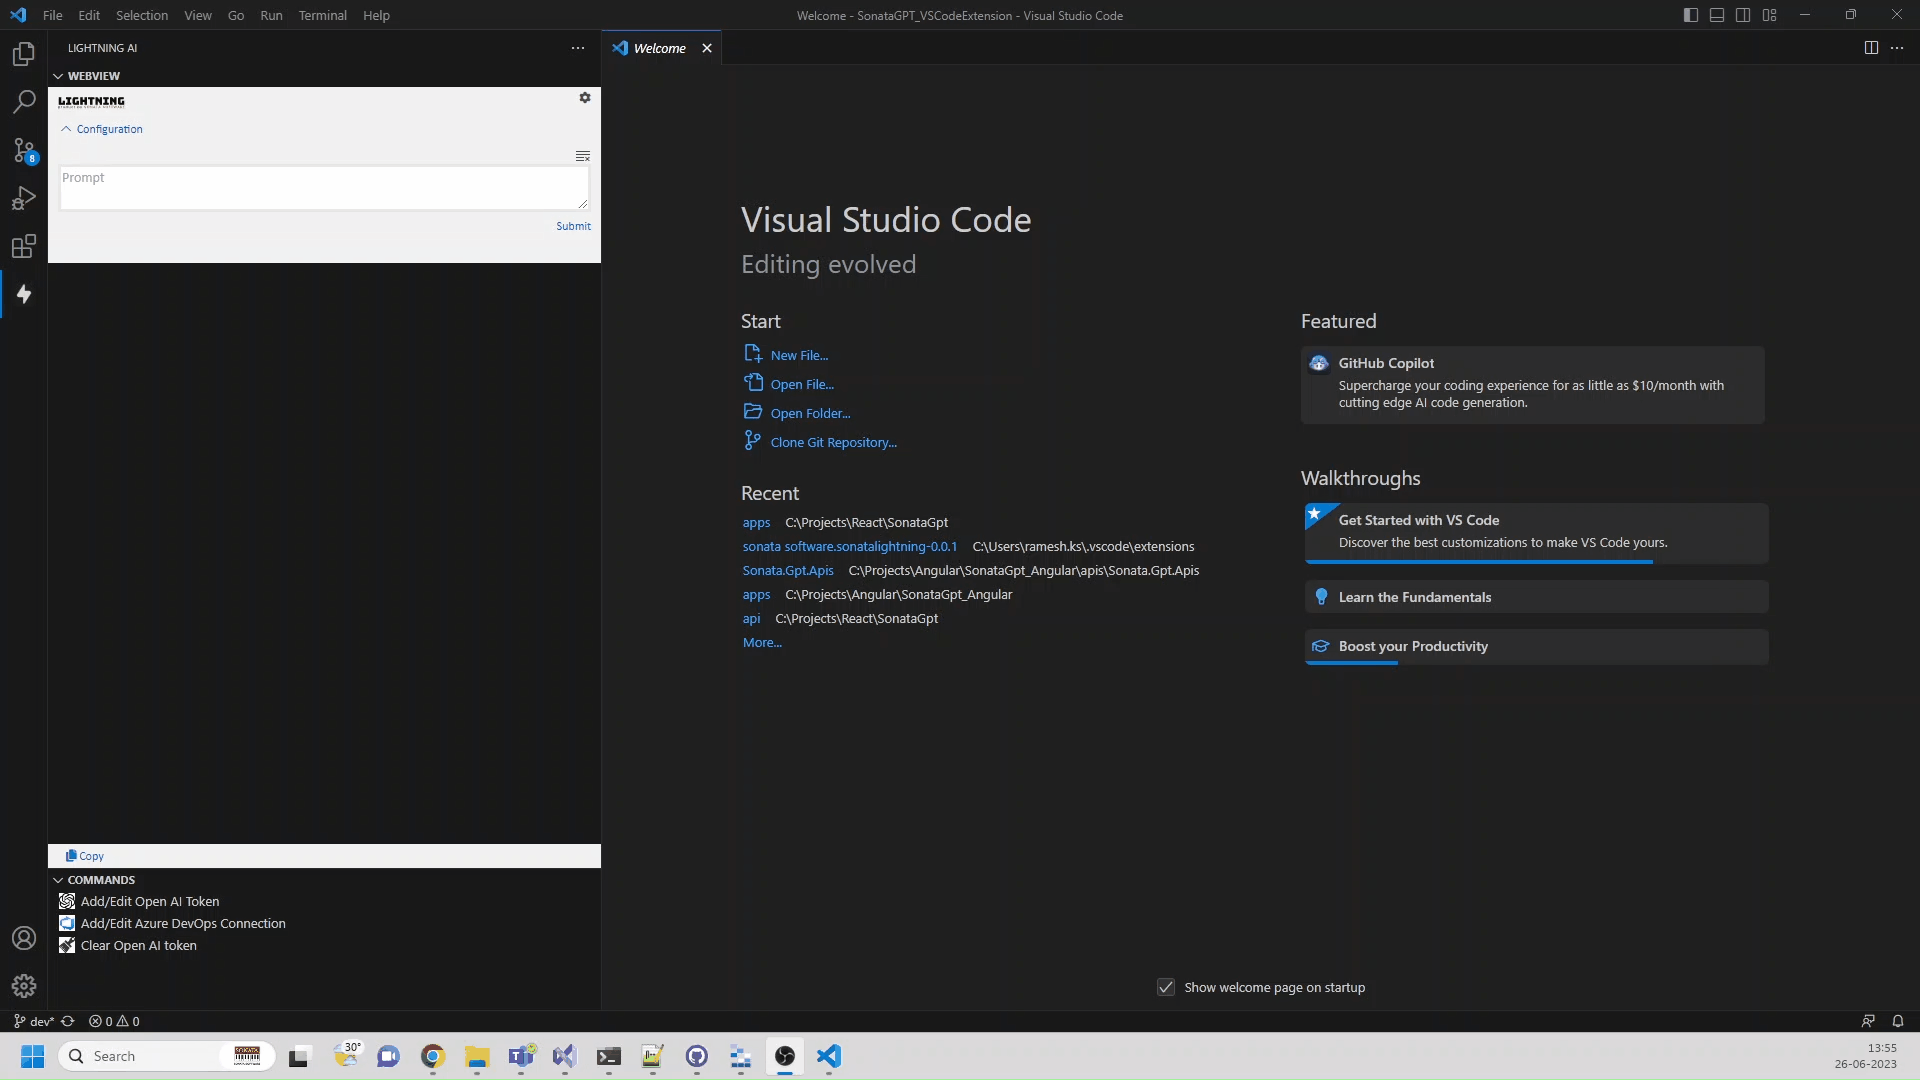 File Edit Selection View Go Run Terminal Help
Welcome - SonataGPT_VSCodeExtension - Visual Studio Code
LIGHTNING AI
Welcome
WEBVIEW
LIGHTNING
Configuration
Prompt
Submit
Visual Studio Code
Editing evolved
Start
New File...
Open File...
Open Folder...
Clone Git Repository...
Recent
apps C:\Projects\React\SonataGpt
sonata software.sonatalightning-0.0.1 C:\Users\ramesh.ks\.vscode\extensions
Sonata.Gpt.Apis C:\Projects\Angular\SonataGpt_Angular\apis\Sonata.Gpt.Apis
apps C:\Projects\Angular\SonataGpt_Angular
api C:\Projects\React\SonataGpt
More...
Featured
GitHub Copilot
Supercharge your coding experience for as little as $10/month with
cutting edge AI code generation.
Walkthroughs
Get Started with VS Code
Discover the best customizations to make VS Code yours.
Learn the Fundamentals
Boost your Productivity
Show welcome page on startup
8
Copy
COMMANDS
Add/Edit Open AI Token
Add/Edit Azure DevOps Connection
Clear Open AI token
dev* 0 0
Search
SONATA
30°
13:55
26-06-2023